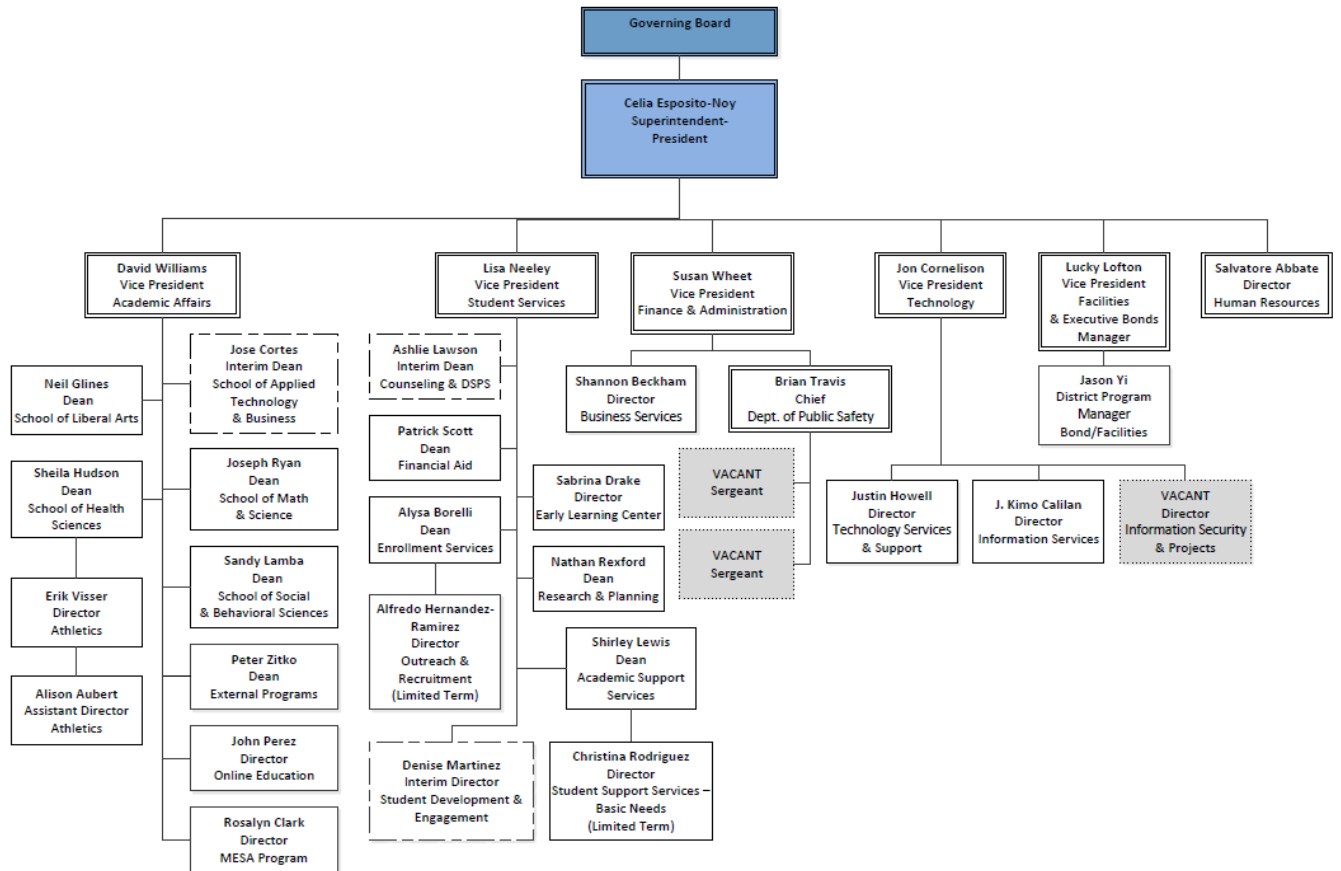 Governing Board
Celia Esposito-Noy
Superintendent-
President
David Williams
Vice President
Academic Affairs
Lisa Neeley
Vice President
Student Services
Susan Wheet
Vice President
Finance & Administration
Jon Cornelison
Vice President
Technology
Lucky Lofton
Vice President
Facilities
& Executive Bonds
Manager
Salvatore Abbate
Director
Human Resources
Neil Glines
Dean
School of Liberal Arts
Jose Cortes
Interim Dean
School of Applied
Technology
& Business
Sheila Hudson
Dean
School of Health
Sciences
Joseph Ryan
Dean
School of Math
& Science
Erik Visser
Director
Athletics
Sandy Lamba
Dean
School of Social
& Behavioral Sciences
Alison Aubert
Assistant Director
Athletics
Peter Zitko
Dean
External Programs
John Perez
Director
Online Education
Rosalyn Clark
Director
MESA Program
Ashlie Lawson
Interim Dean
Counseling & DSPS
Patrick Scott
Dean
Financial Aid
Alysa Borelli
Dean
Enrollment Services
Sabrina Drake
Director
Early Learning Center
Nathan Rexford
Dean
Research & Planning
Alfredo Hernandez-
Ramirez
Director
Outreach &
Recruitment
(Limited Term)
Shirley Lewis
Dean
Academic Support
Services
Denise Martinez
Interim Director
Student Development &
Engagement
Christina Rodriguez
Director
Student Support Services –
Basic Needs
(Limited Term)
Shannon Beckham
Director
Business Services
Brian Travis
Chief
Dept. of Public Safety
VACANT
Sergeant
VACANT
Sergeant
Justin Howell
Director
Technology Services
& Support
J. Kimo Calilan
Director
Information Services
VACANT
Director
Information Security
& Projects
Jason Yi
District Program
Manager
Bond/Facilities